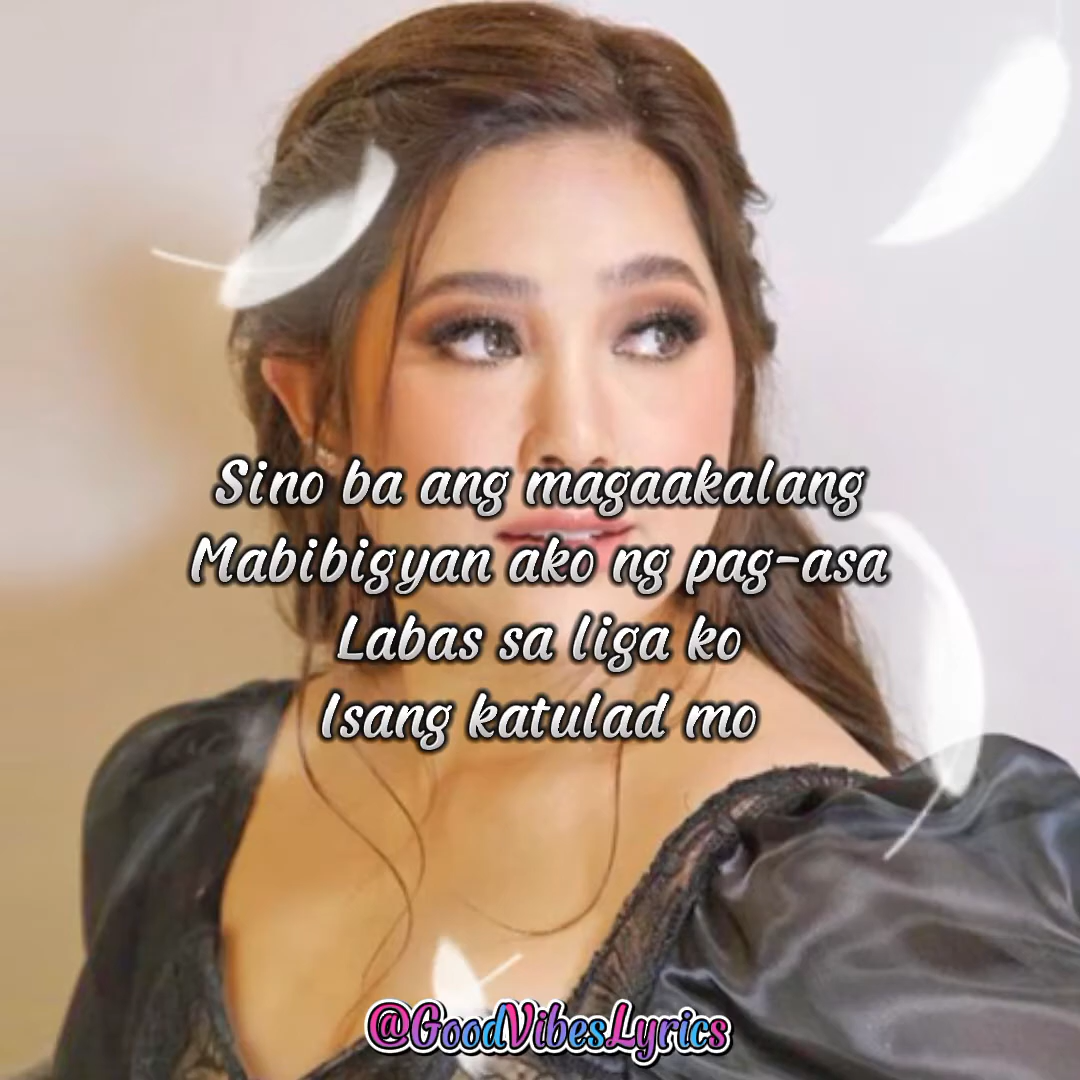 Sino ba ang magaakalang
Mabibigyan ako ng pag-asa
Labas sa liga ko
Isang katulad mo
@GoodVibesLyrics